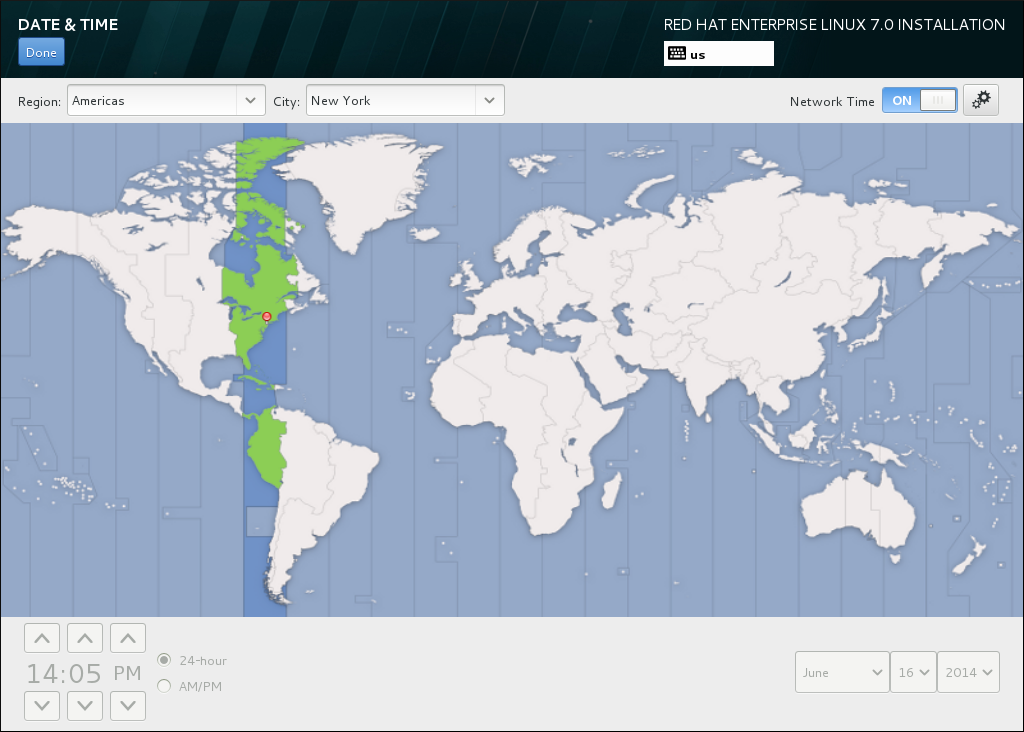 DATE & TIME
RED HAT ENTERPRISE LINUX 7.0 INSTALLATION
Done
us
Region: Americas City: New York Network Time ON
14:05 PM
24-hour
AM/PM
June 16 2014